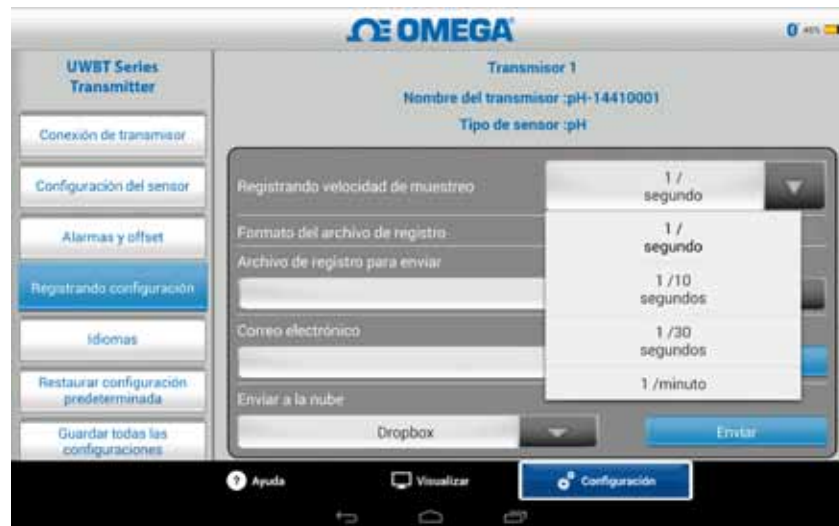 OMEGA
46%
UWBT Series
Transmitter
Conexión de transmisor
Configuración del sensor
Alarmas y offset
Registrando configuración
Idiomas
Restaurar configuración
predeterminada
Guardar todas las
configuraciones
Transmisor 1
Nombre del transmisor :pH-14410001
Tipo de sensor :pH
Registrando velocidad de muestreo
1 /
segundo
Formato del archivo de registro
Archivo de registro para enviar
Correo electrónico
Enviar a la nube
Dropbox
1 /
segundo
1 /10
segundos
1 /30
segundos
1 /minuto
Enviar
Ayuda
Visualizar
Configuración